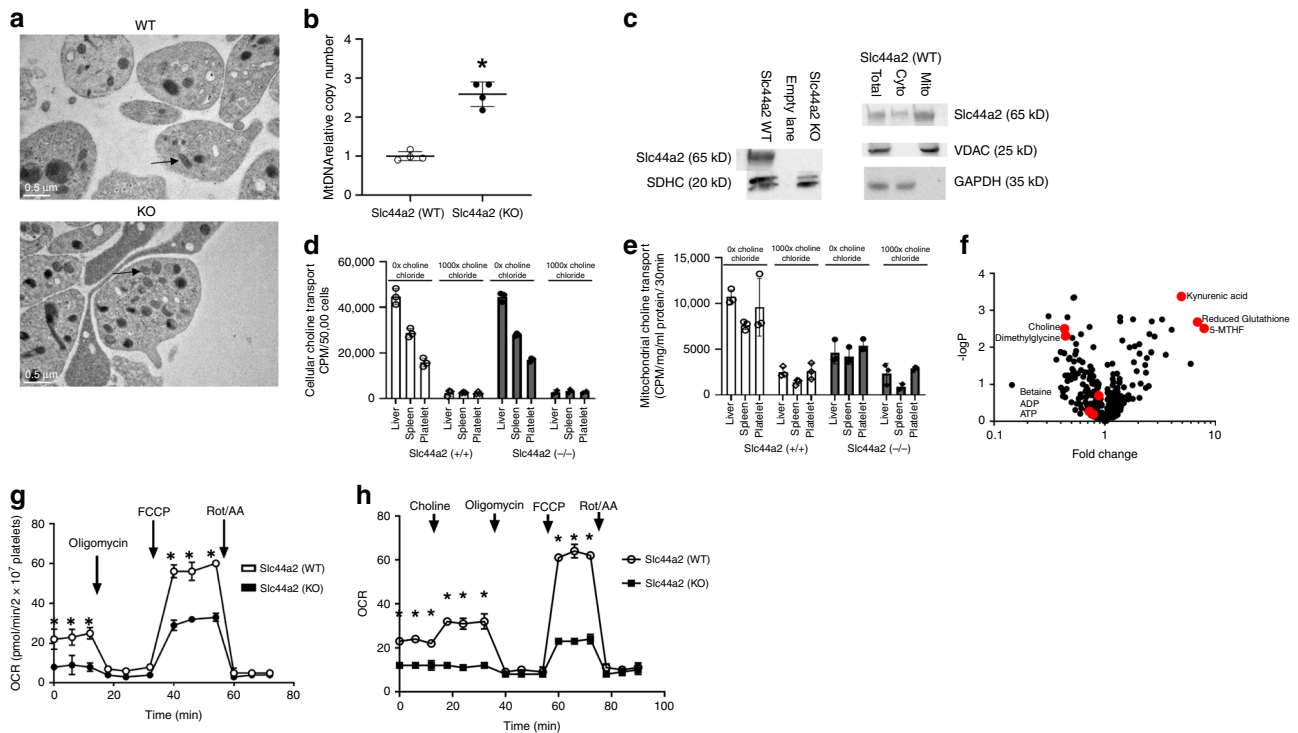 a
WT
0.5 μm
KO
0.5 μm
b
MtDNArelative copy number
4
3
2
1
0
*
Slc44a2 (WT)
Slc44a2 (KO)
c
Slc44a2 WT
Empty lane
Slc44a2 KO
Slc44a2 (65 kD)
SDHC (20 kD)
Slc44a2 (WT)
Total
Cyto
Mito
Slc44a2 (65 kD)
VDAC (25 kD)
GAPDH (35 kD)
d
Cellular choline transport
CPM/50,00 cells
60,000
40,000
20,000
0
0x choline
chloride
1000x choline
chloride
0x choline
chloride
1000x choline
chloride
Liver
Spleen
Platelet
Liver
Spleen
Platelet
Liver
Spleen
Platelet
Liver
Spleen
Platelet
Slc44a2 (+/+)
Slc44a2 (–/–)
e
Mitochondrial choline transport
(CPM/mg/ml protein/ 30min
15,000
10,000
5000
0
0x choline
chloride
1000x choline
chloride
0x choline
chloride
1000x choline
chloride
Liver
Spleen
Platelet
Liver
Spleen
Platelet
Liver
Spleen
Platelet
Liver
Spleen
Platelet
Slc44a2 (+/+)
Slc44a2 (–/–)
f
-logP
4
3
2
1
0
Kynurenic acid
Reduced Glutathione
5-MTHF
Choline
Dimethylglycine
Betaine
ADP
ATP
0.1
1
10
Fold change
g
OCR (pmol/min/2 × 10⁷ platelets)
80
60
40
20
0
Oligomycin
FCCP
Rot/AA
* * *
* * *
Slc44a2 (WT)
Slc44a2 (KO)
0
20
40
60
80
Time (min)
h
OCR
80
60
40
20
0
Choline
Oligomycin
FCCP
Rot/AA
* * *
* * *
* * *
Slc44a2 (WT)
Slc44a2 (KO)
0
20
40
60
80
100
Time (min)